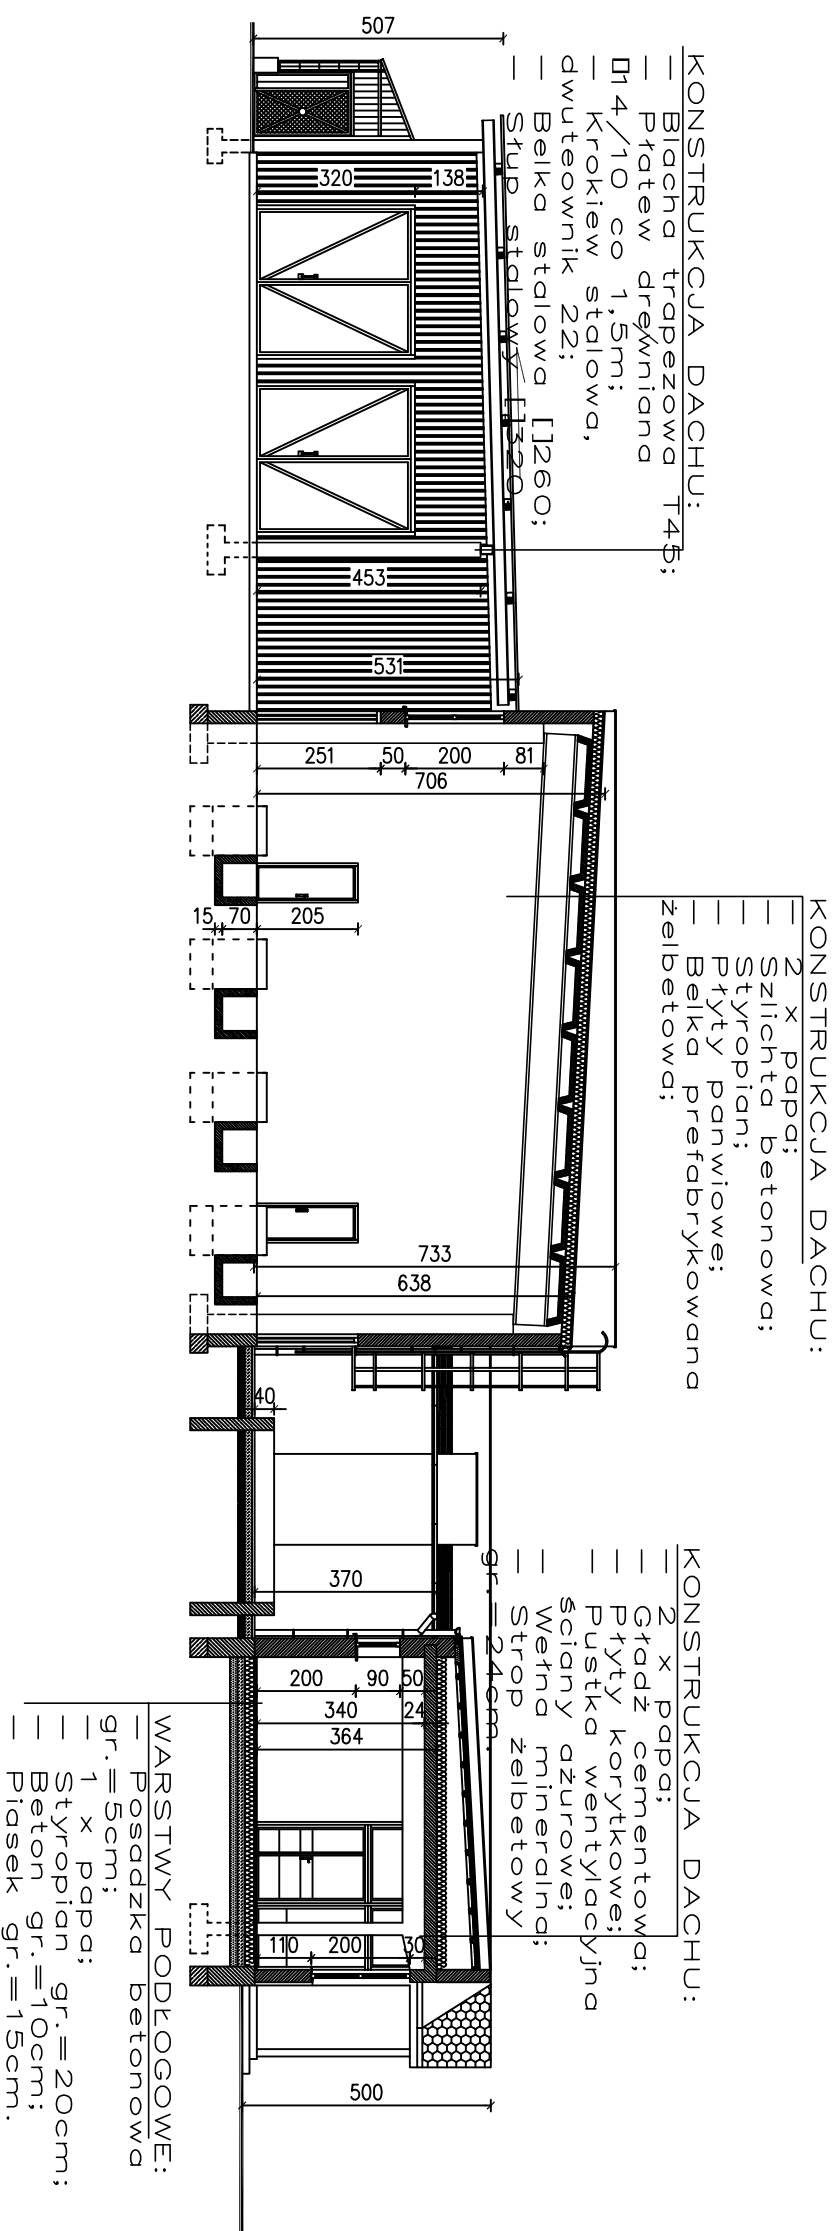 KONSTRUKCJA DACHU:
— Blacha trapezowa T45;
— Płatew drewniana
□14/10 co 1,5m;
— Krokiew stalowa,
dwuteownik 22;
— Belka stalowa []260;
— Słup stalowy []320
507
320
138
453
531
KONSTRUKCJA DACHU:
— 2 x papa;
— Szlichta betonowa;
— Styropian;
— Płyty panwiowe;
— Belka prefabrykowana
żelbetowa;
251
50
200
81
706
15
70
205
733
638
40
370
KONSTRUKCJA DACHU:
— 2 x papa;
— Gładź cementowa;
— Płyty korytkowe;
— Pustka wentylacyjna
ściany ażurowe;
— Wełna mineralna;
— Strop żelbetowy
gr.=24cm.
200
90
50
340
24
364
110
200
30
500
WARSTWY PODŁOGOWE:
— Posadzka betonowa
gr.=5cm;
— 1 x papa;
— Styropian gr.=20cm;
— Beton gr.=10cm;
— Piasek gr.=15cm.